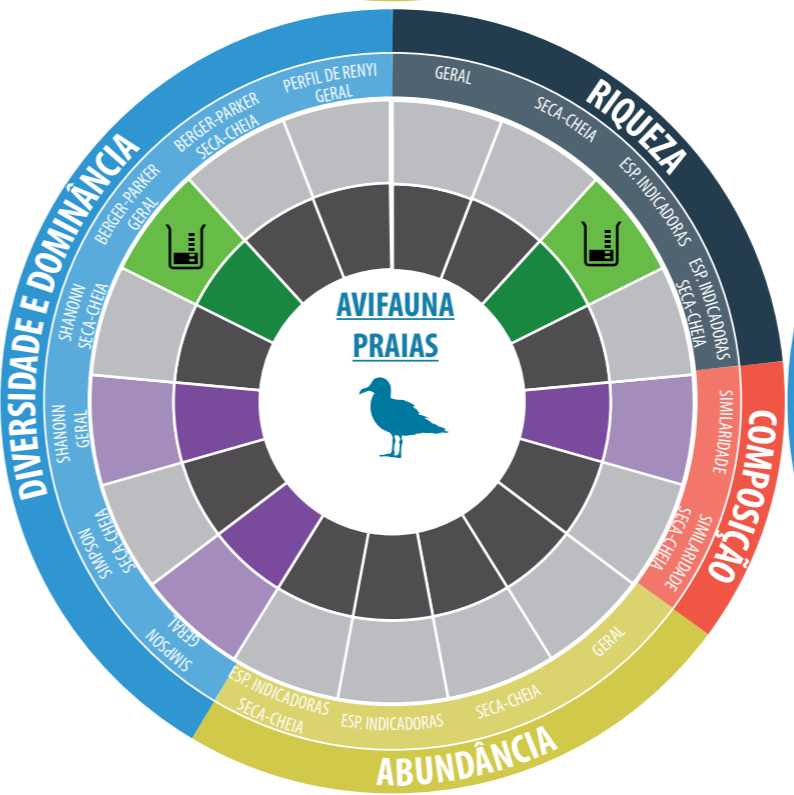 AVIFAUNA
PRAIAS
RIQUEZA
GERAL
SECA-CHEIA
ESP. INDICADORAS
ESP. INDICADORAS
SECA-CHEIA
COMPOSIÇÃO
SIMILARIDADE
SIMILARIDADE
SECA-CHEIA
ABUNDÂNCIA
GERAL
SECA-CHEIA
ESP. INDICADORAS
ESP. INDICADORAS
SECA-CHEIA
DIVERSIDADE E DOMINÂNCIA
SIMPSON
GERAL
SIMPSON
SECA-CHEIA
SHANONN
GERAL
SHANONN
SECA-CHEIA
BERGER-PARKER
GERAL
BERGER-PARKER
SECA-CHEIA
PERFIL DE RENYI
GERAL